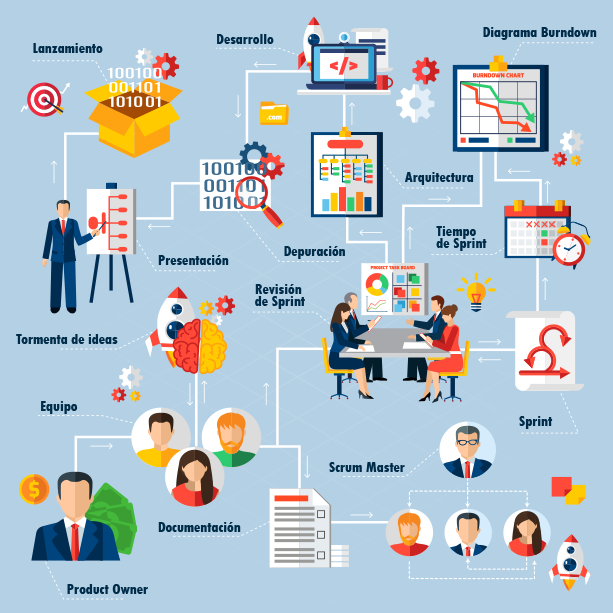 Desarrollo
Diagrama Burndown
Lanzamiento
100100
001101
101001
</>
BURNDOWN CHART
.com
100100
001101
101001
Arquitectura
Tiempo
de Sprint
Depuración
Presentación
PROJECT TASK BOARD
Revisión
de Sprint
Tormenta de ideas
Equipo
Sprint
Scrum Master
$
Documentación
Product Owner